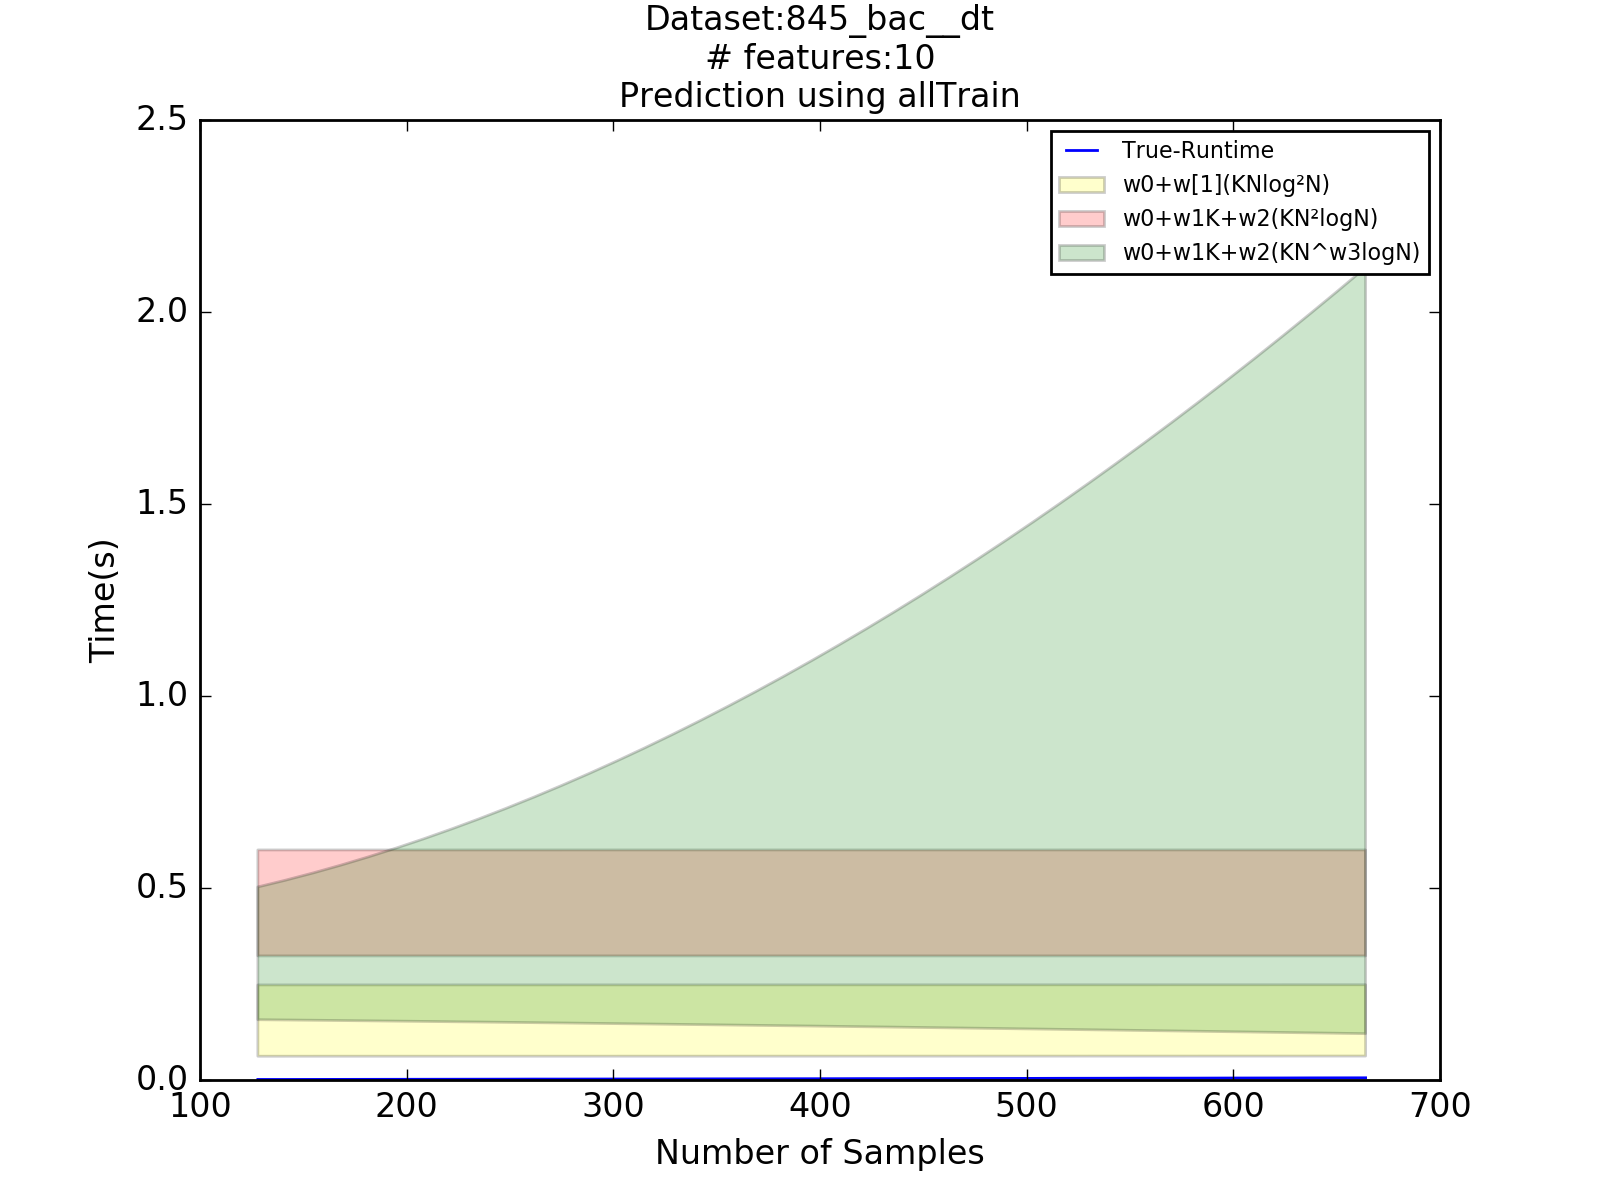 Dataset:845_bac__dt
# features:10
Prediction using allTrain
2.5
2.0
1.5
1.0
0.5
0.0
Time(s)
True-Runtime
w0+w[1](KNlog²N)
w0+w1K+w2(KN²logN)
w0+w1K+w2(KN^w3logN)
100 200 300 400 500 600 700
Number of Samples